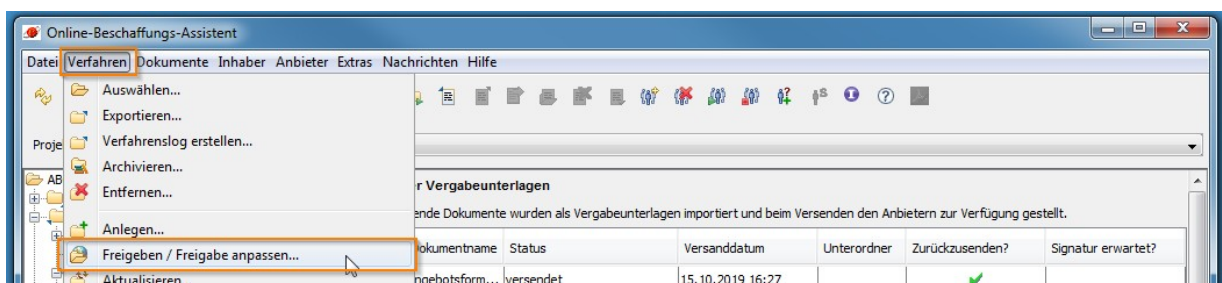 Online-Beschaffungs-Assistent
Datei Verfahren Dokumente Inhaber Anbieter Extras Nachrichten Hilfe
Auswählen...
Exportieren...
Proje Verfahrenslog erstellen...
Archivieren...
AB
Entfernen...
r Vergabeunterlagen
ende Dokumente wurden als Vergabeunterlagen importiert und beim Versenden den Anbietern zur Verfügung gestellt.
Anlegen...
Freigeben / Freigabe anpassen...
okumentname Status Versanddatum Unterordner Zurückzusenden? Signatur erwartet?
Aktualisieren
ngebotsform... versendet 15.10.2019 16:27